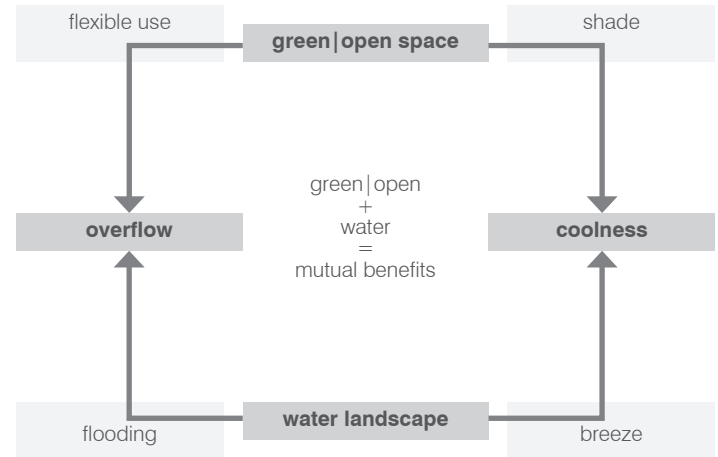 flexible use
green|open space
shade
green|open
+
water
=
mutual benefits
overflow
coolness
water landscape
flooding
breeze